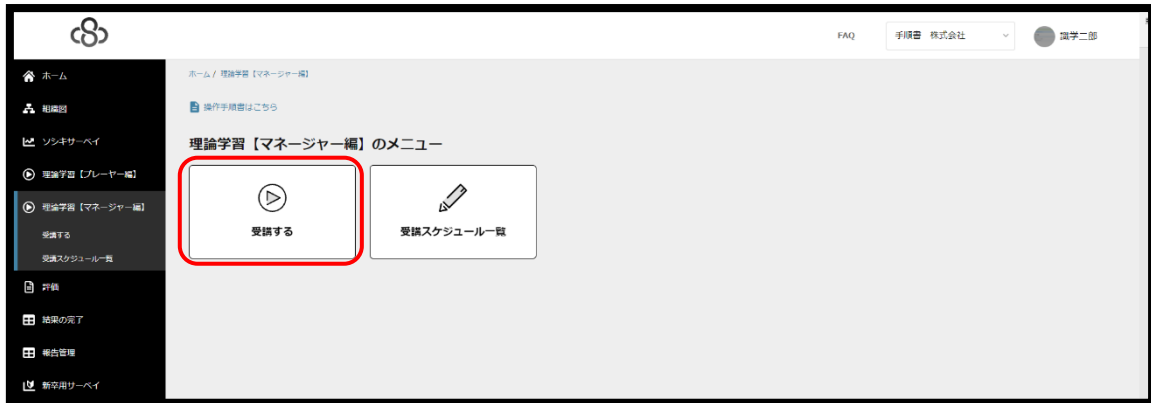 FAQ
手順書 株式会社
識学二郎
ホーム
組織図
ソシキサーベイ
理論学習【プレーヤー編】
理論学習【マネージャー編】
受講する
受講スケジュール一覧
評価
結果の完了
報告管理
新卒用サーベイ
ホーム / 理論学習【マネージャー編】
操作手順書はこちら
理論学習【マネージャー編】のメニュー
受講する
受講スケジュール一覧